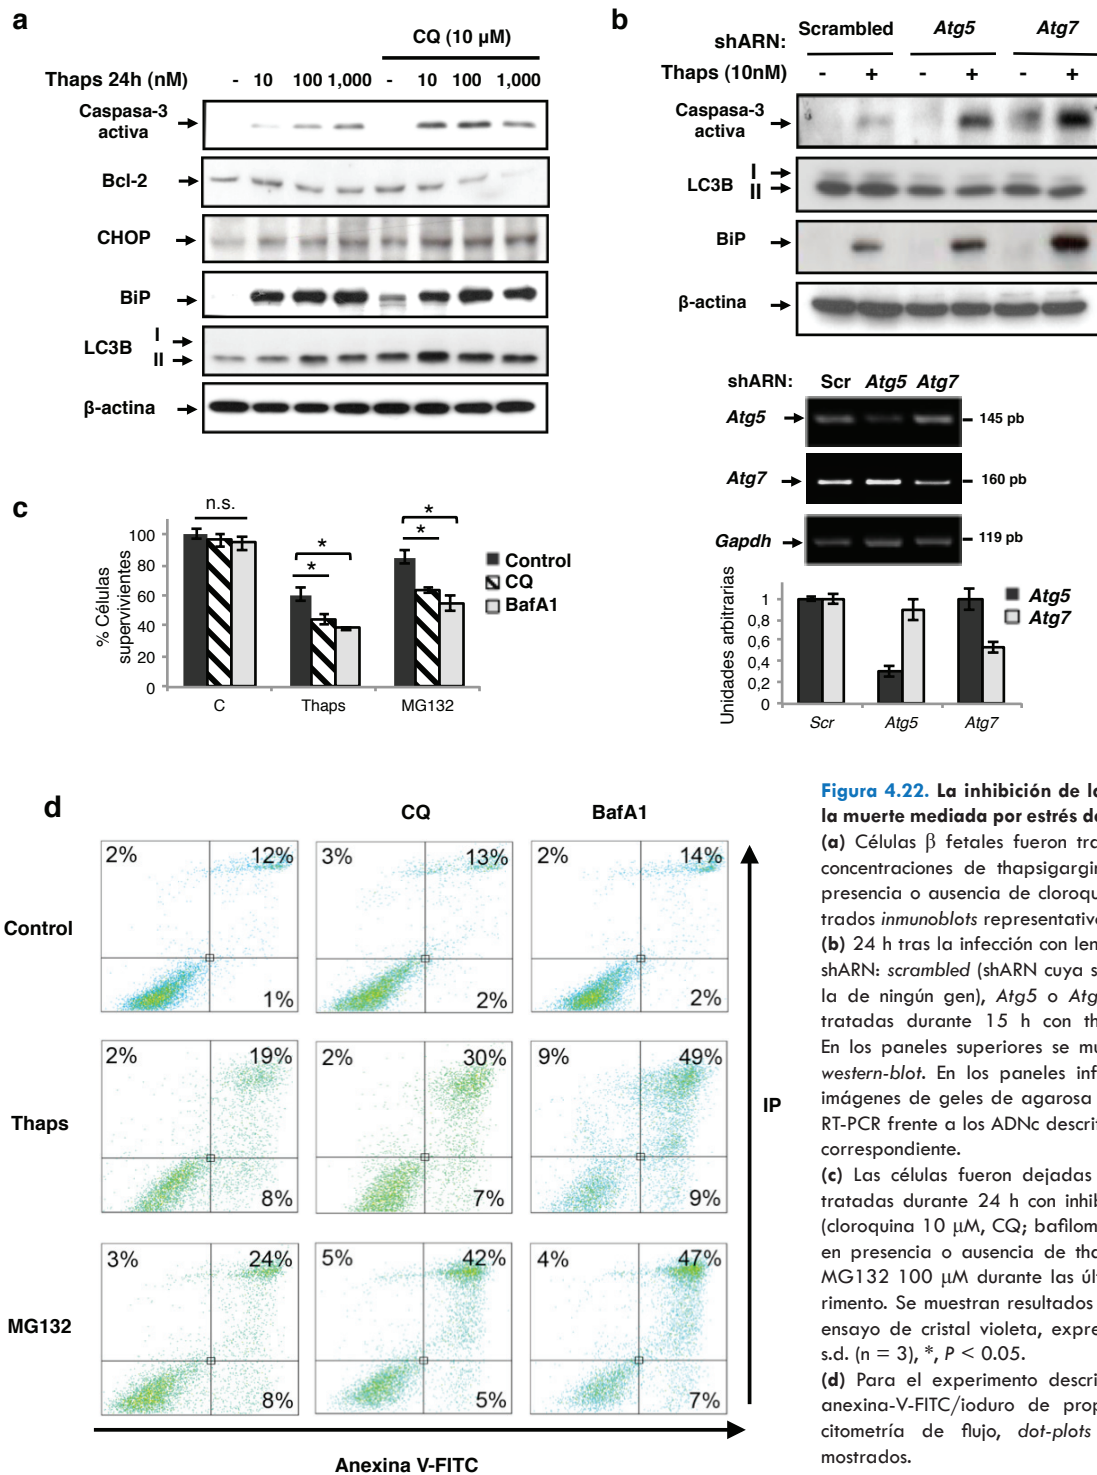 a
CQ (10 µM)
Thaps 24h (nM) - 10 100 1,000 - 10 100 1,000
Caspasa-3 activa
Bcl-2
CHOP
BiP
LC3B I II
β-actina
b
shARN: Scrambled Atg5 Atg7
Thaps (10nM) - + - + - +
Caspasa-3 activa
LC3B I II
BiP
β-actina
shARN: Scr Atg5 Atg7
Atg5 145 pb
Atg7 160 pb
Gapdh 119 pb
Unidades arbitrarias
1
0,8
0,6
0,4
0,2
0
Scr Atg5 Atg7
Atg5
Atg7
c
% Células supervivientes
100
80
60
40
20
0
n.s.
* *
* *
C Thaps MG132
Control
CQ
BafA1
d
CQ BafA1
Control
2% 12% 1%
3% 13% 2%
2% 14% 2%
Thaps
2% 19% 8%
2% 30% 7%
9% 49% 9%
MG132
3% 24% 8%
5% 42% 5%
4% 47% 7%
IP
Anexina V-FITC
Figura 4.22. La inhibición de la
la muerte mediada por estrés de
(a) Células β fetales fueron tra
concentraciones de thapsigargin
presencia o ausencia de cloroqu
trados inmunoblots representativ
(b) 24 h tras la infección con len
shARN: scrambled (shARN cuya s
la de ningún gen), Atg5 o Atg
tratadas durante 15 h con th
En los paneles superiores se mu
western-blot. En los paneles inf
imágenes de geles de agarosa
RT-PCR frente a los ADNc descrit
correspondiente.
(c) Las células fueron dejadas
tratadas durante 24 h con inhib
(cloroquina 10 µM, CQ; bafilom
en presencia o ausencia de tha
MG132 100 µM durante las últ
rimento. Se muestran resultados
ensayo de cristal violeta, expre
s.d. (n = 3), *, P < 0.05.
(d) Para el experimento descri
anexina-V-FITC/ioduro de prop
citometría de flujo, dot-plots
mostrados.